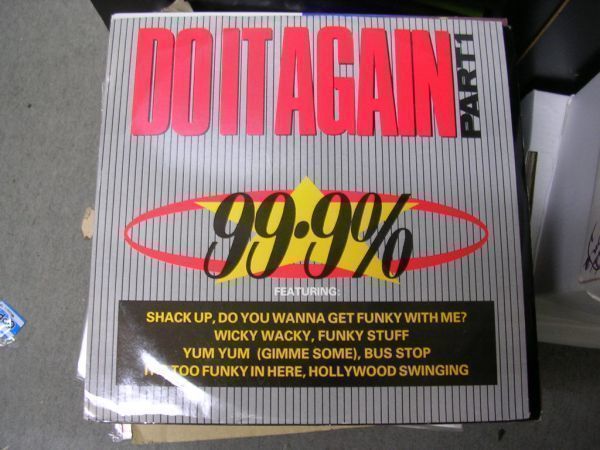 DO IT AGAIN
PART 1
99·9%
FEATURING:
SHACK UP, DO YOU WANNA GET FUNKY WITH ME?
WICKY WACKY, FUNKY STUFF
YUM YUM (GIMME SOME), BUS STOP
TOO FUNKY IN HERE, HOLLYWOOD SWINGING